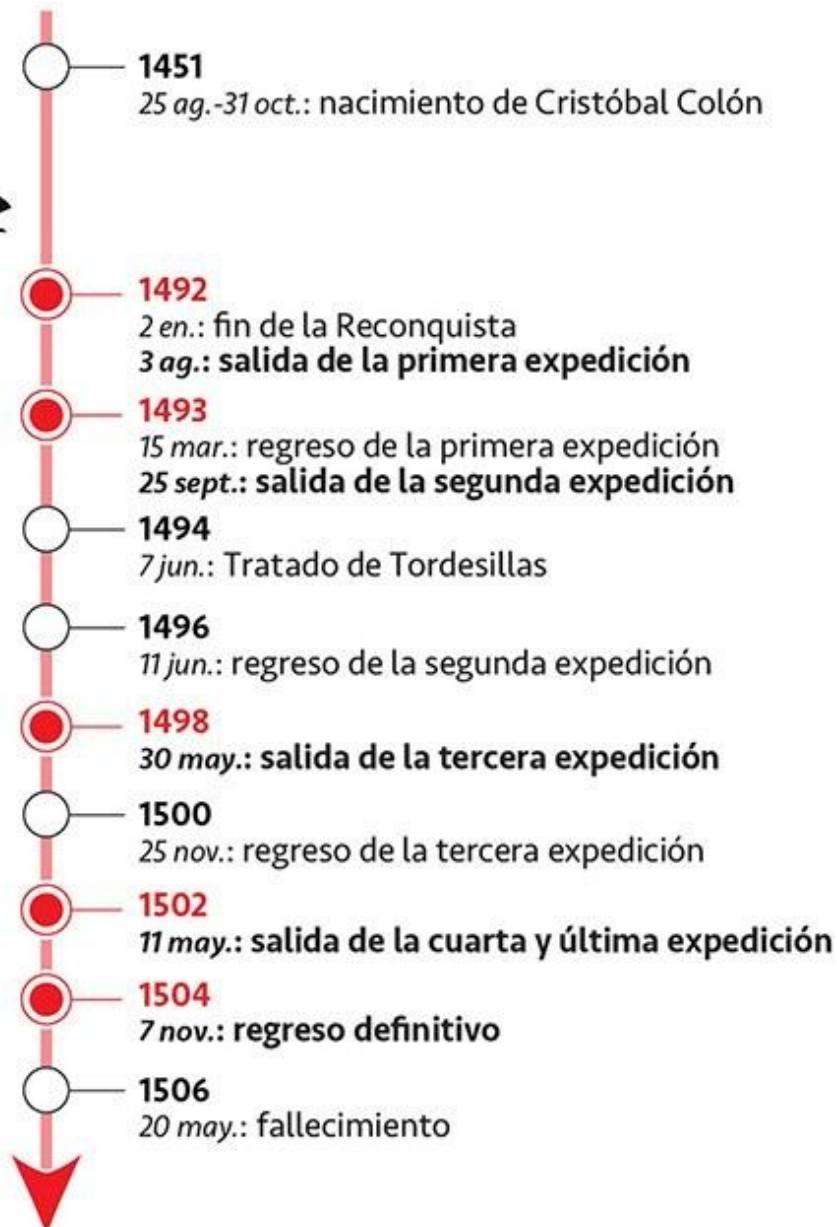 1451
25 ag.-31 oct.: nacimiento de Cristóbal Colón
1492
2 en.: fin de la Reconquista
3 ag.: salida de la primera expedición
1493
15 mar.: regreso de la primera expedición
25 sept.: salida de la segunda expedición
1494
7 jun.: Tratado de Tordesillas
1496
11 jun.: regreso de la segunda expedición
1498
30 may.: salida de la tercera expedición
1500
25 nov.: regreso de la tercera expedición
1502
11 may.: salida de la cuarta y última expedición
1504
7 nov.: regreso definitivo
1506
20 may.: fallecimiento